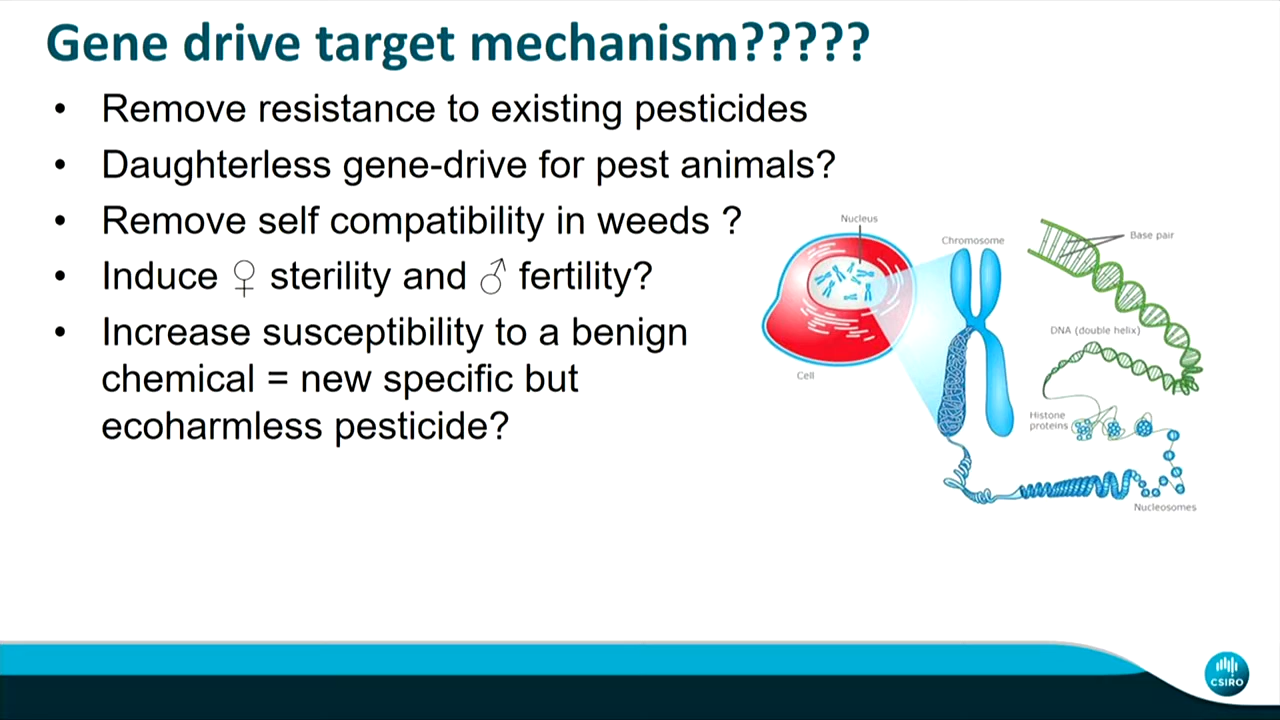 Gene drive target mechanism?????
• Remove resistance to existing pesticides
• Daughterless gene-drive for pest animals?
• Remove self compatibility in weeds ?
• Induce ♀ sterility and ♂ fertility?
• Increase susceptibility to a benign
chemical = new specific but
ecoharmless pesticide?
Nucleus
Chromosome
Base pair
DNA (double helix)
Cell
Histone
proteins
Nucleosomes
CSIRO